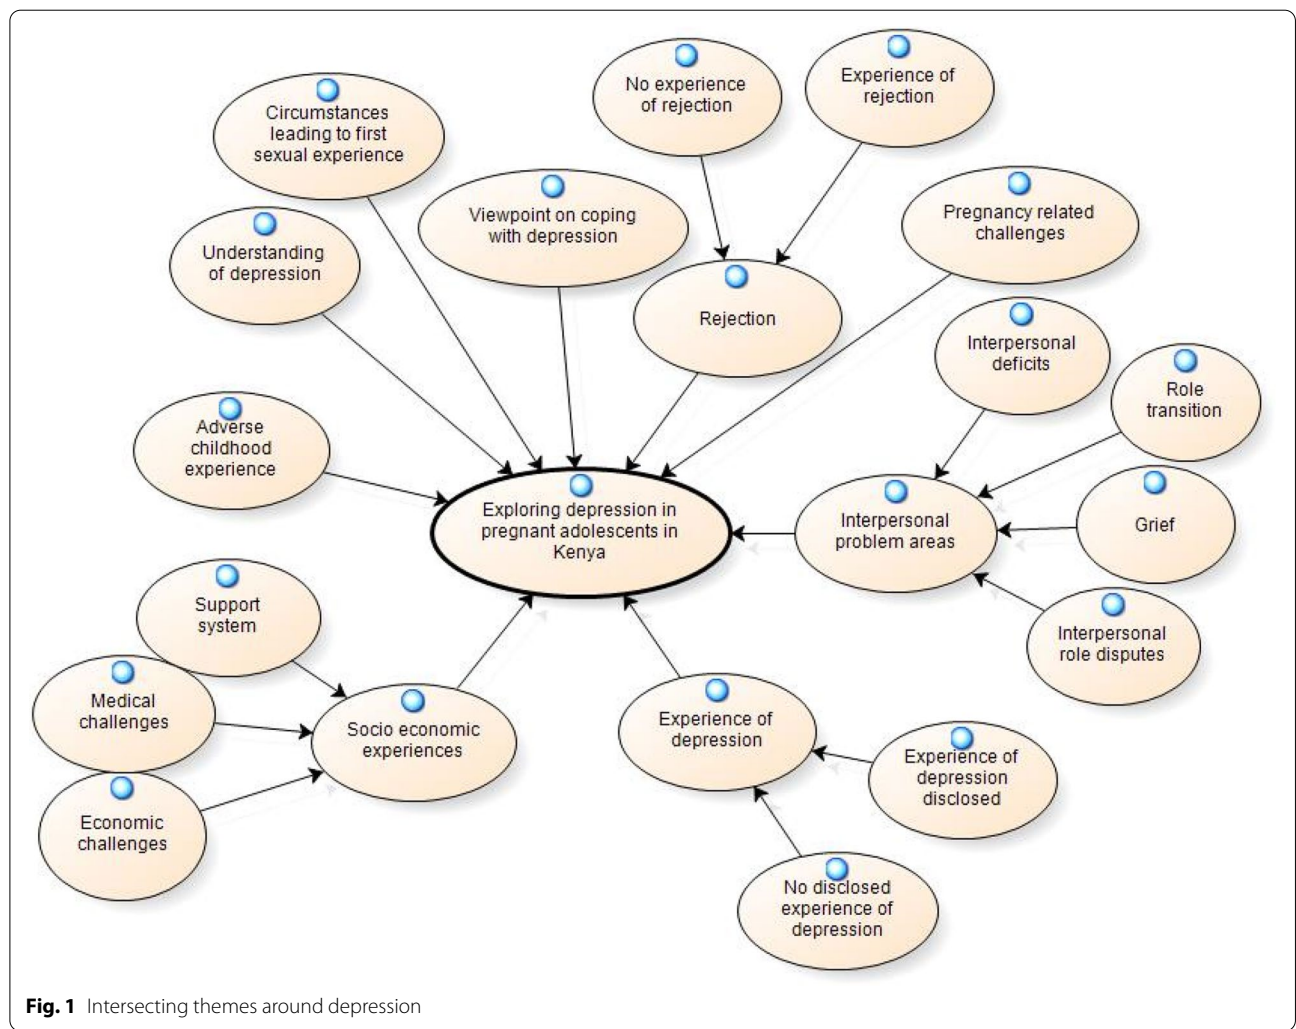 No experience
of rejection
Experience of
rejection
Circumstances
leading to first
sexual experience
Viewpoint on coping
with depression
Pregnancy related
challenges
Understanding
of depression
Rejection
Interpersonal
deficits
Role
transition
Adverse
childhood
experience
Exploring depression in
pregnant adolescents in
Kenya
Interpersonal
problem areas
Grief
Support
system
Interpersonal
role disputes
Medical
challenges
Socio economic
experiences
Experience of
depression
Experience of
depression
disclosed
Economic
challenges
No disclosed
experience of
depression
Fig. 1 Intersecting themes around depression